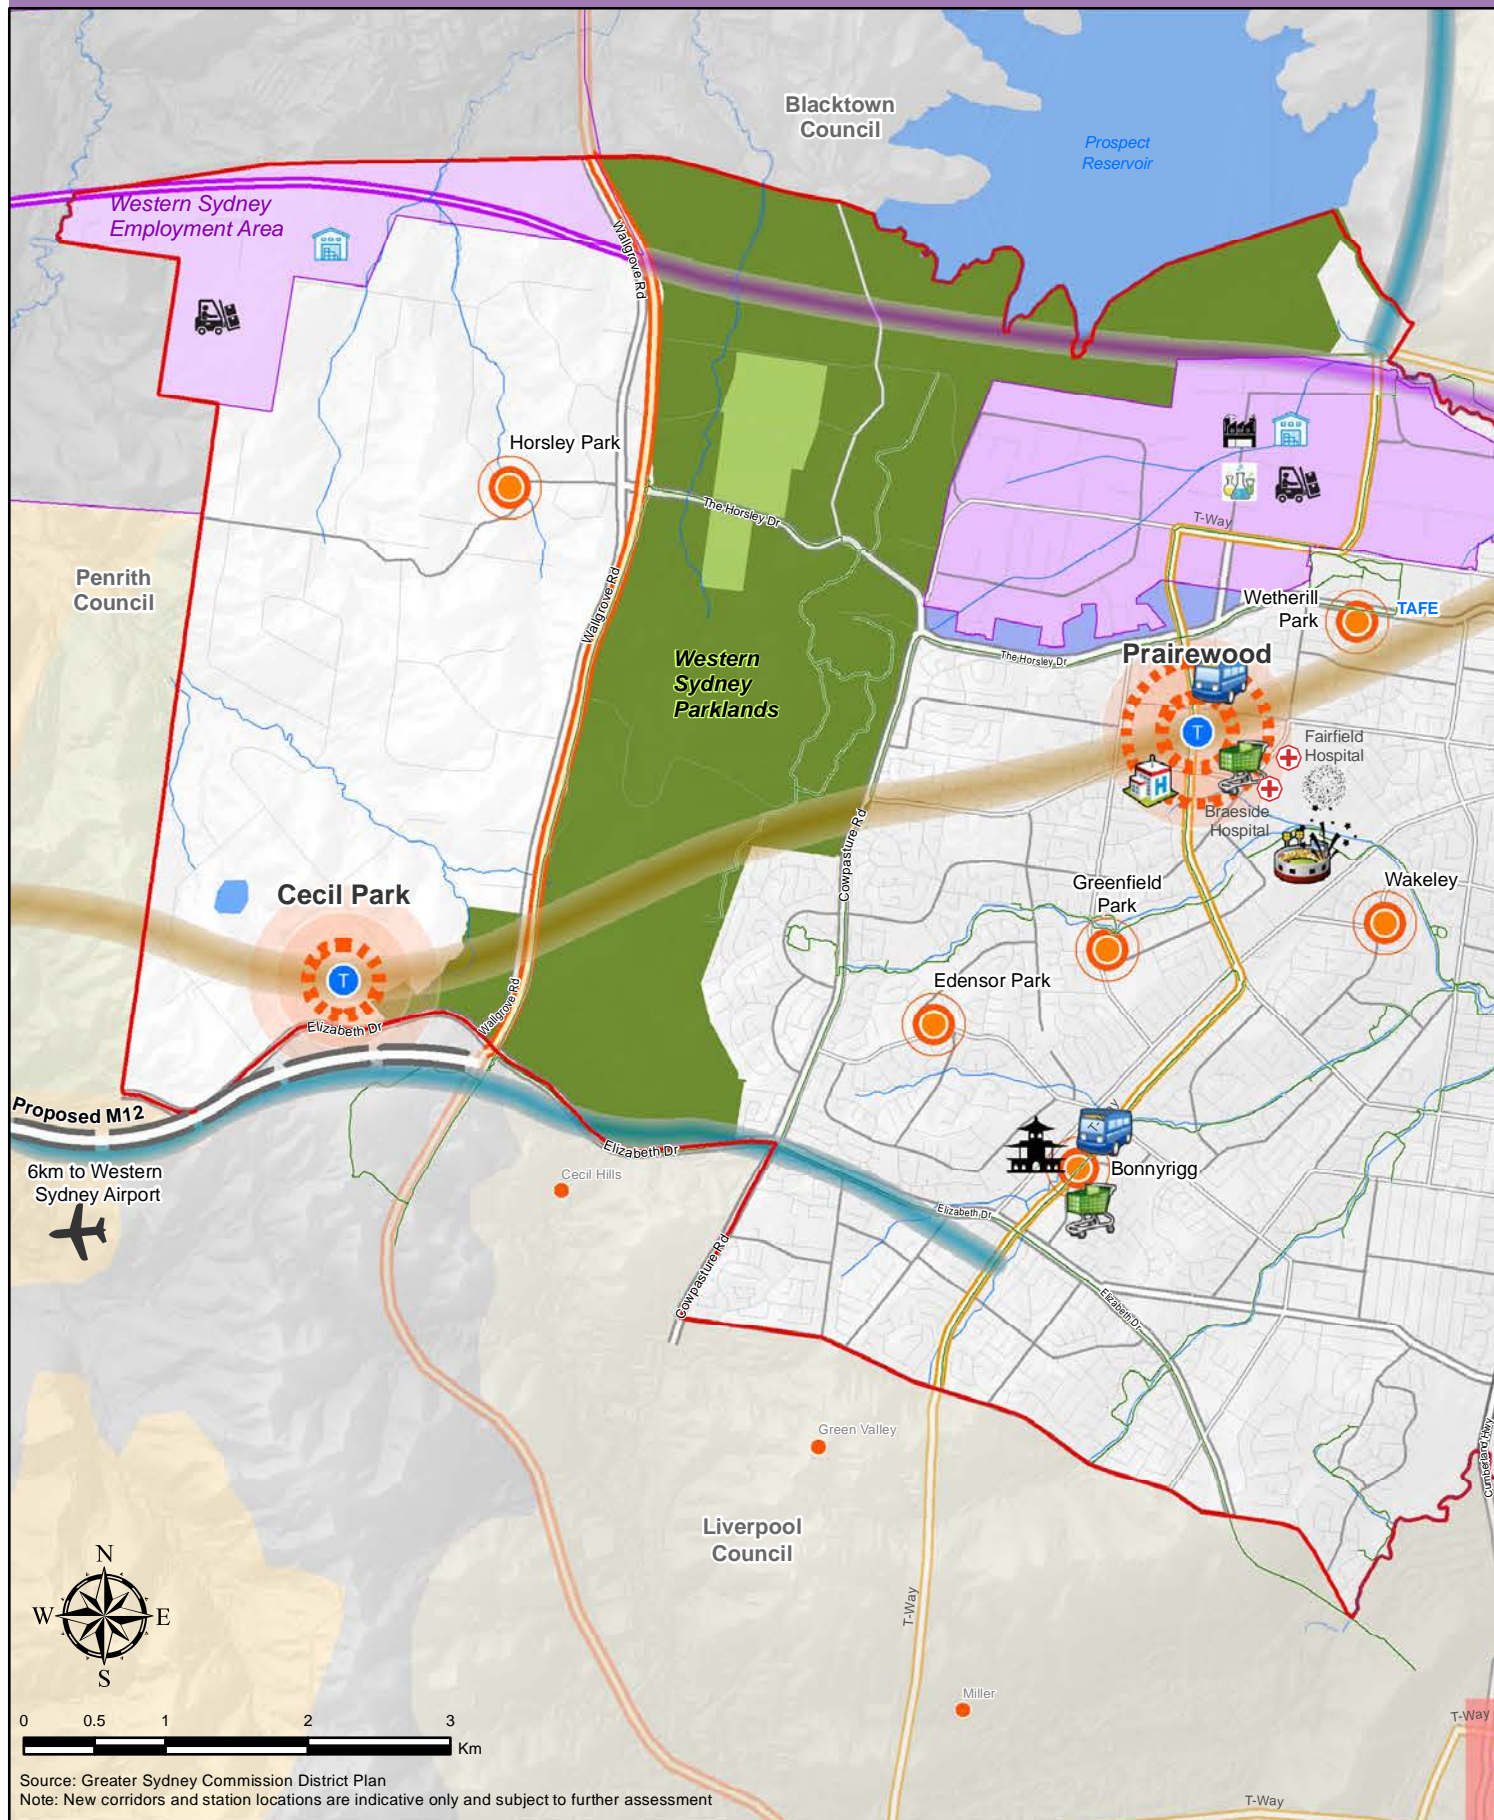 Blacktown
Council
Prospect
Reservoir
Western Sydney
Employment Area
Wallgrove Rd
Horsley Park
The Horsley Dr
T-Way
Penrith
Council
Wallgrove Rd
Wetherill
Park
TAFE
The Horsley Dr
Prairewood
Western
Sydney
Parklands
T
Fairfield
Hospital
H
Braeside
Hospital
Cowpasture Rd
Cecil Park
Greenfield
Park
Wakeley
T
Edensor Park
Wallgrove Rd
Elizabeth Dr
Proposed M12
6km to Western
Sydney Airport
Elizabeth Dr
Cecil Hills
Bonnyrigg
Elizabeth Dr
Cowpasture Rd
Elizabeth Dr
Green Valley
Cumberland Hwy
Liverpool
Council
N
W
E
S
T-Way
Miller
T-Way
0 0.5 1 2 3
Km
Source: Greater Sydney Commission District Plan
Note: New corridors and station locations are indicative only and subject to further assessment
T-Way